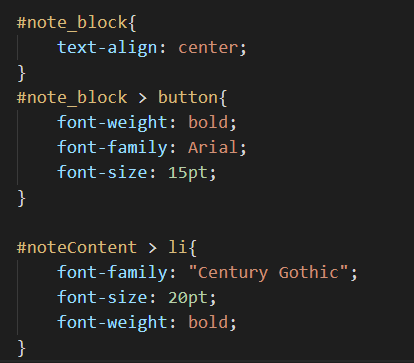 #note_block{
    text-align: center;
}
#note_block > button{
    font-weight: bold;
    font-family: Arial;
    font-size: 15pt;
}

#noteContent > li{
    font-family: "Century Gothic";
    font-size: 20pt;
    font-weight: bold;
}